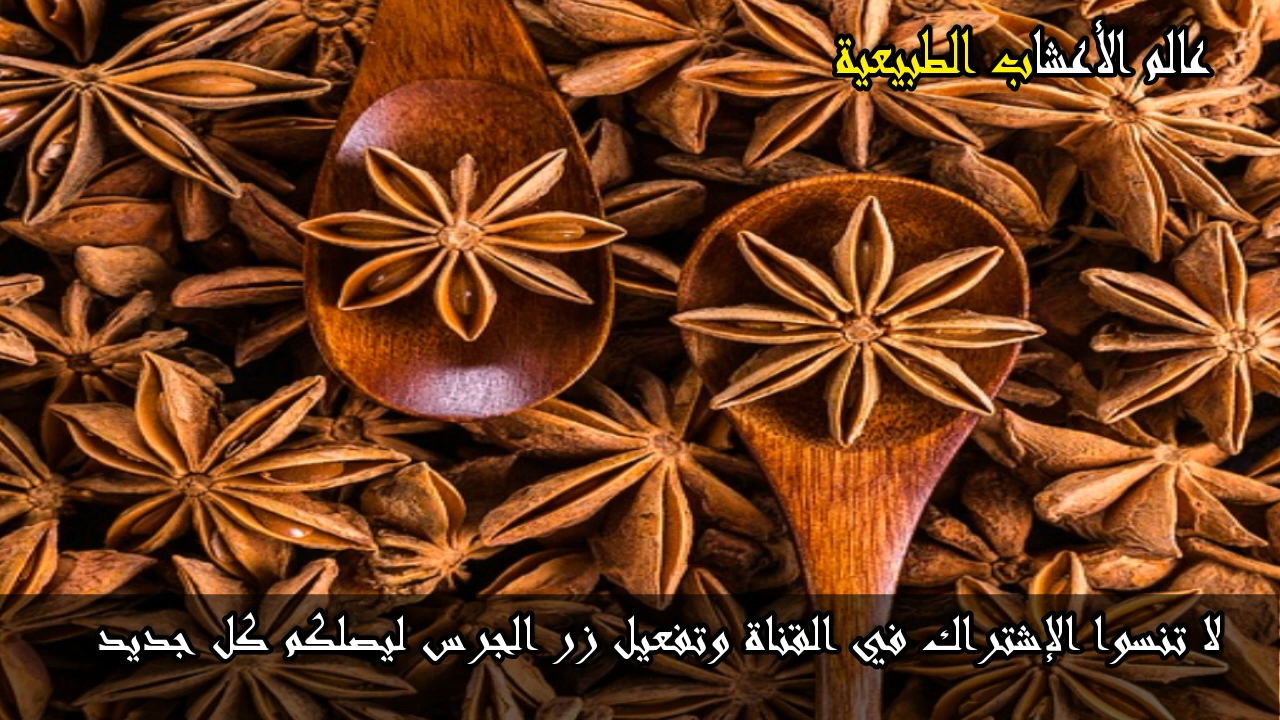 عالم الأعشاب الطبيعية
لا تنسوا الإشتراك في القناة وتفعيل زر الجرس ليصلكم كل جديد